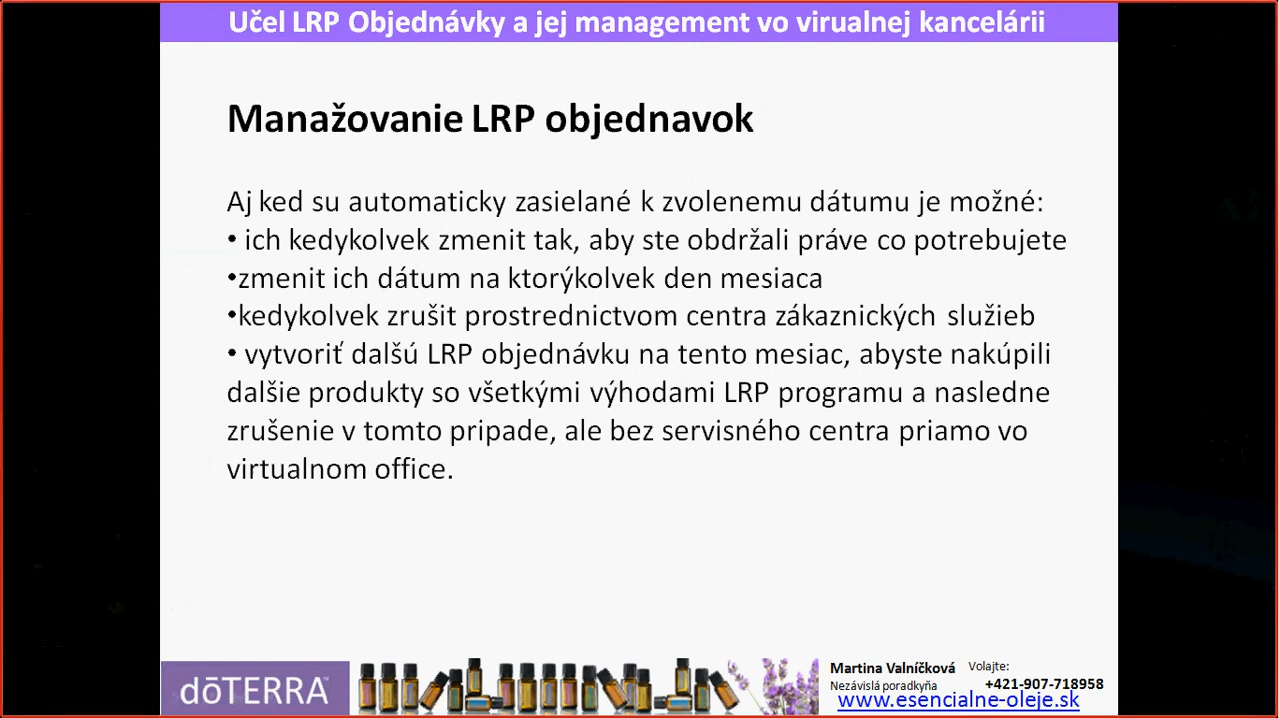 Učel LRP Objednávky a jej management vo virualnej kancelárii
Manažovanie LRP objednavok
Aj ked su automaticky zasielané k zvolenemu dátumu je možné:
• ich kedykolvek zmenit tak, aby ste obdržali práve co potrebujete
•zmenit ich dátum na ktorýkolvek den mesiaca
•kedykolvek zrušit prostrednictvom centra zákaznických služieb
• vytvoriť dalšú LRP objednávku na tento mesiac, abyste nakúpili
dalšie produkty so všetkými výhodami LRP programu a nasledne
zrušenie v tomto pripade, ale bez servisného centra priamo vo
virtualnom office.
dōTERRA™
Martina Valníčková Volajte:
Nezávislá poradkyňa +421-907-718958
www.esencialne-oleje.sk